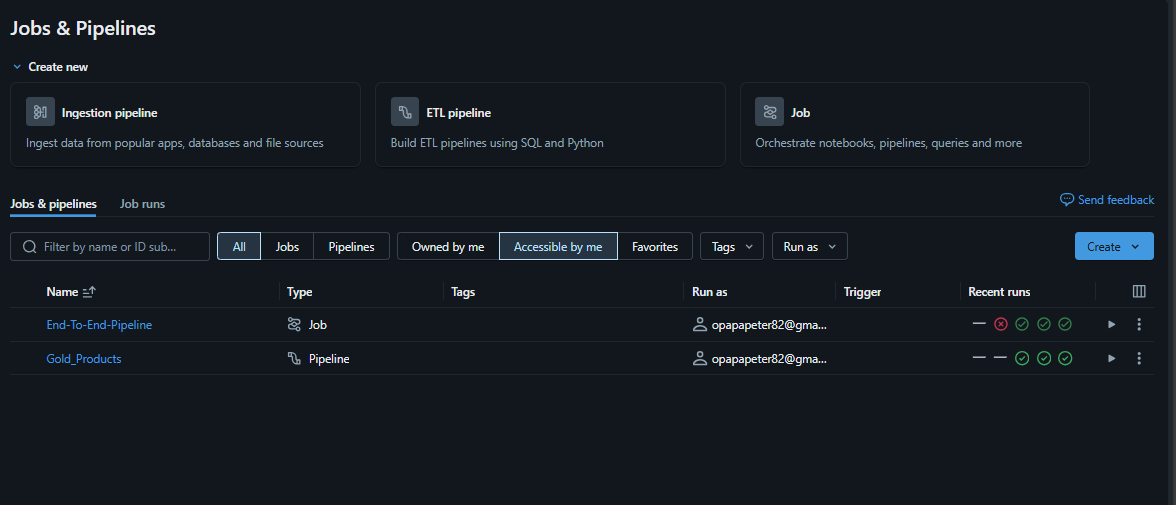 Jobs & Pipelines
Create new
Ingestion pipeline
Ingest data from popular apps, databases and file sources
ETL pipeline
Build ETL pipelines using SQL and Python
Job
Orchestrate notebooks, pipelines, queries and more
Jobs & pipelines Job runs Send feedback
Filter by name or ID sub... All Jobs Pipelines Owned by me Accessible by me Favorites Tags Run as Create
Name Type Tags Run as Trigger Recent runs
End-To-End-Pipeline Job opapapeter82@gma...
Gold_Products Pipeline opapapeter82@gma...